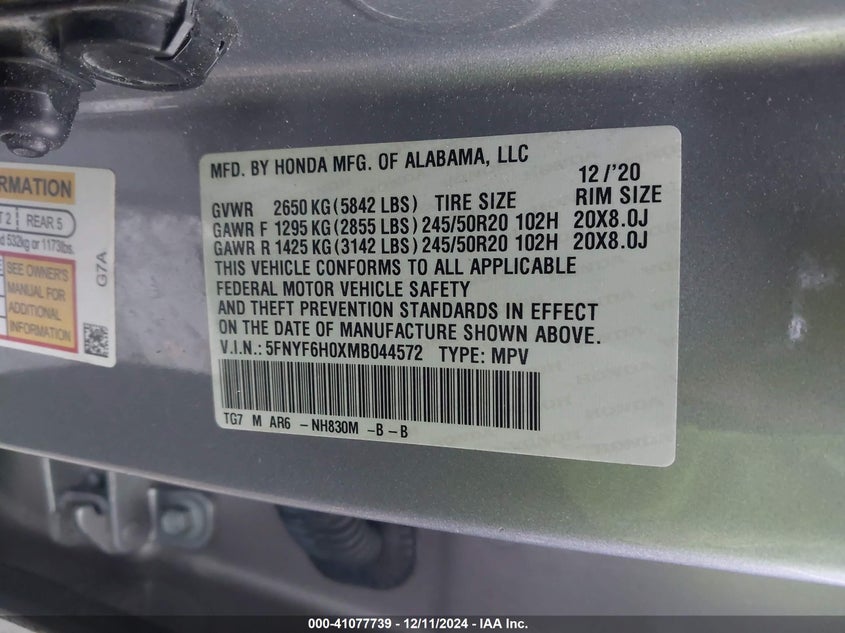 RMATION
T 2 REAR 5
d 532kg or 1173lbs.
SEE OWNER'S
MANUAL FOR
ADDITIONAL
INFORMATION
G7A
MFD. BY HONDA MFG. OF ALABAMA, LLC
12/'20
GVWR 2650 KG (5842 LBS) TIRE SIZE RIM SIZE
GAWR F 1295 KG (2855 LBS) 245/50R20 102H 20X8.0J
GAWR R 1425 KG (3142 LBS) 245/50R20 102H 20X8.0J
THIS VEHICLE CONFORMS TO ALL APPLICABLE
FEDERAL MOTOR VEHICLE SAFETY
AND THEFT PREVENTION STANDARDS IN EFFECT
ON THE DATE OF MANUFACTURE SHOWN ABOVE.
V.I.N.: 5FNYF6H0XMB044572 TYPE: MPV
TG7 M AR6 -NH830M -B -B
000-41077739 - 12/11/2024 - IAA Inc.